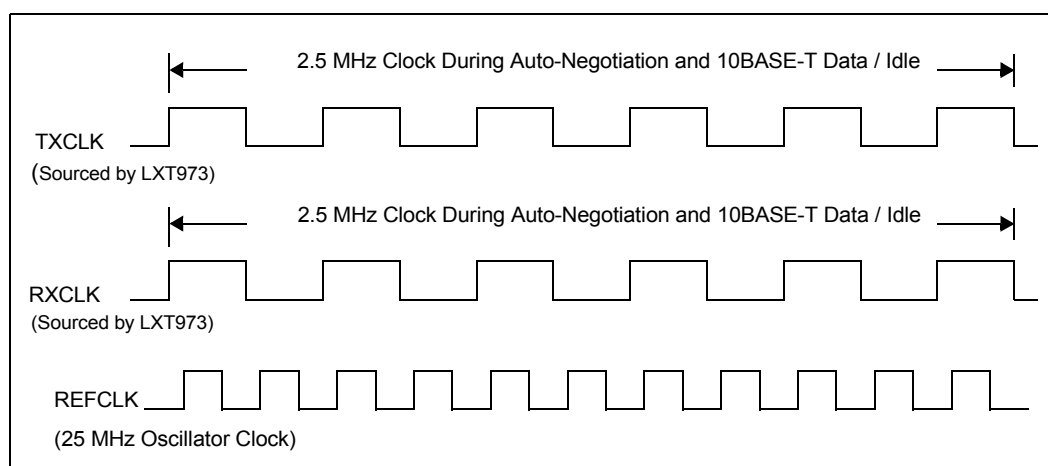 2.5 MHz Clock During Auto-Negotiation and 10BASE-T Data / Idle
TXCLK
(Sourced by LXT973)
2.5 MHz Clock During Auto-Negotiation and 10BASE-T Data / Idle
RXCLK
(Sourced by LXT973)
REFCLK
(25 MHz Oscillator Clock)